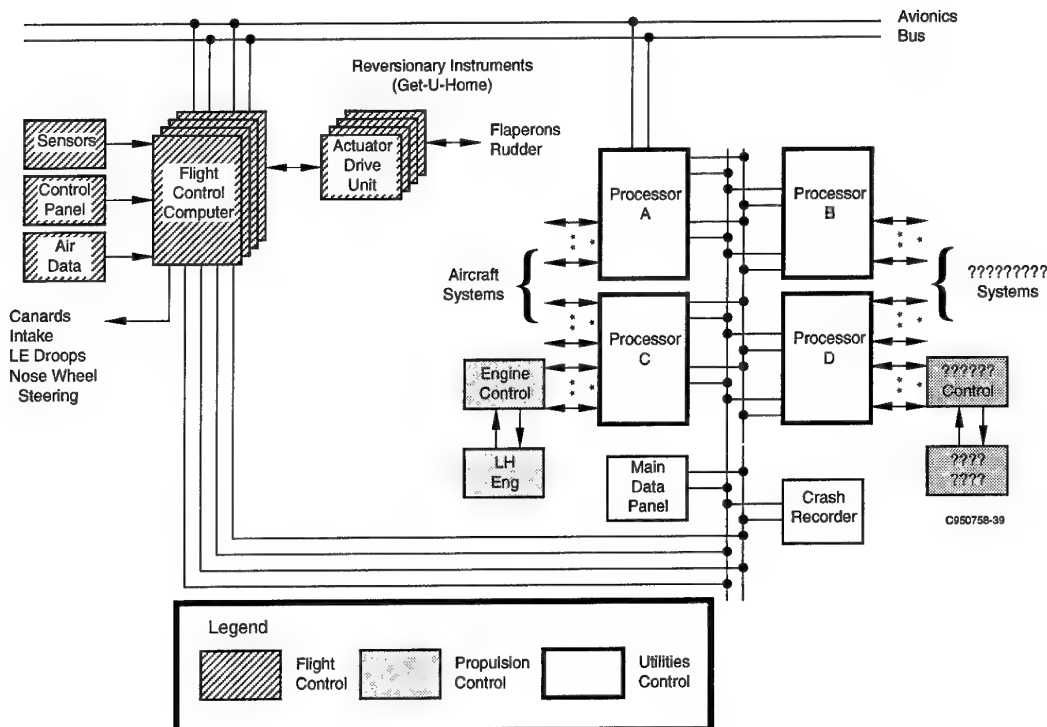 Avionics
Bus
Reversionary Instruments
(Get-U-Home)
Sensors
Control
Panel
Air
Data
Flight
Control
Computer
Actuator
Drive
Unit
Flaperons
Rudder
Canards
Intake
LE Droops
Nose Wheel
Steering
Processor
A
Processor
B
Aircraft
Systems
?????????
Systems
Processor
C
Processor
D
Engine
Control
LH
Eng
??????
Control
????
????
Main
Data
Panel
Crash
Recorder
C950758-39
Legend
Flight
Control
Propulsion
Control
Utilities
Control